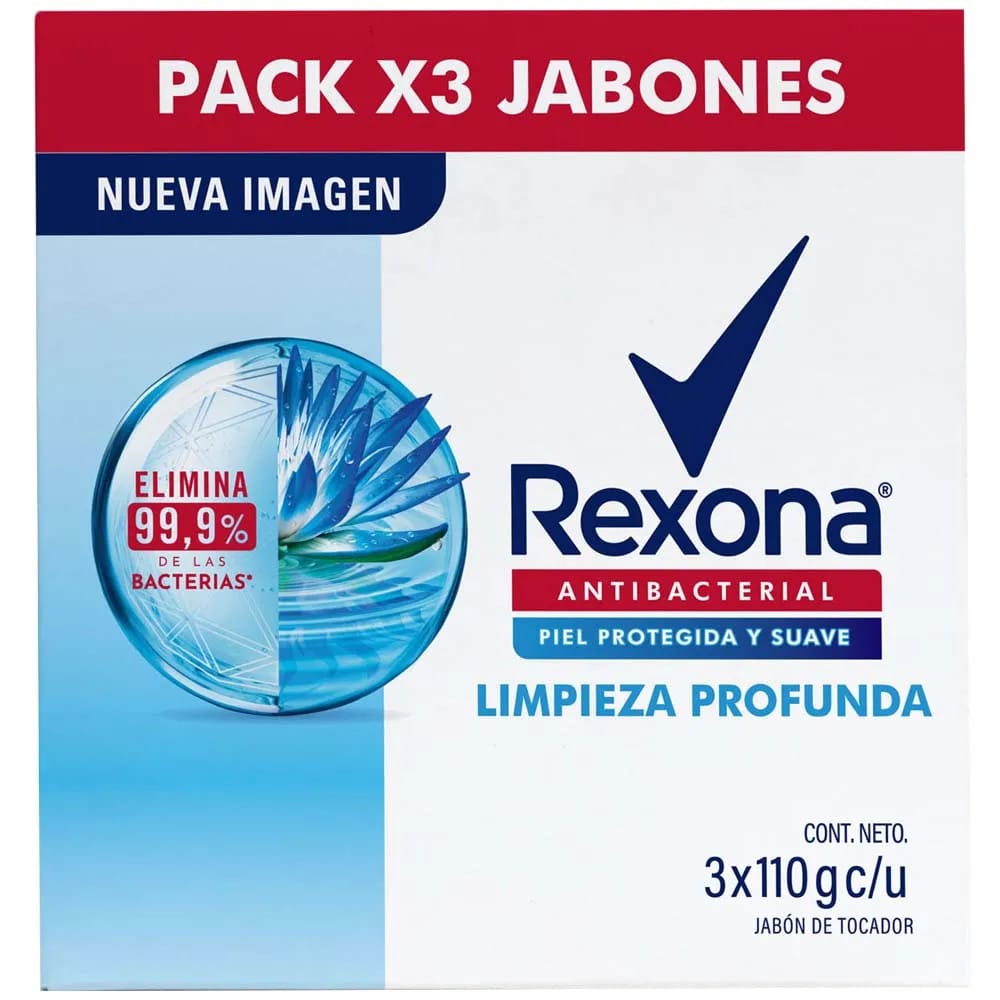 PACK X3 JABONES
NUEVA IMAGEN
ELIMINA
99,9%
DE LAS
BACTERIAS*
Rexona®
ANTIBACTERIAL
PIEL PROTEGIDA Y SUAVE
LIMPIEZA PROFUNDA
CONT. NETO.
3x110gc/u
JABÓN DE TOCADOR